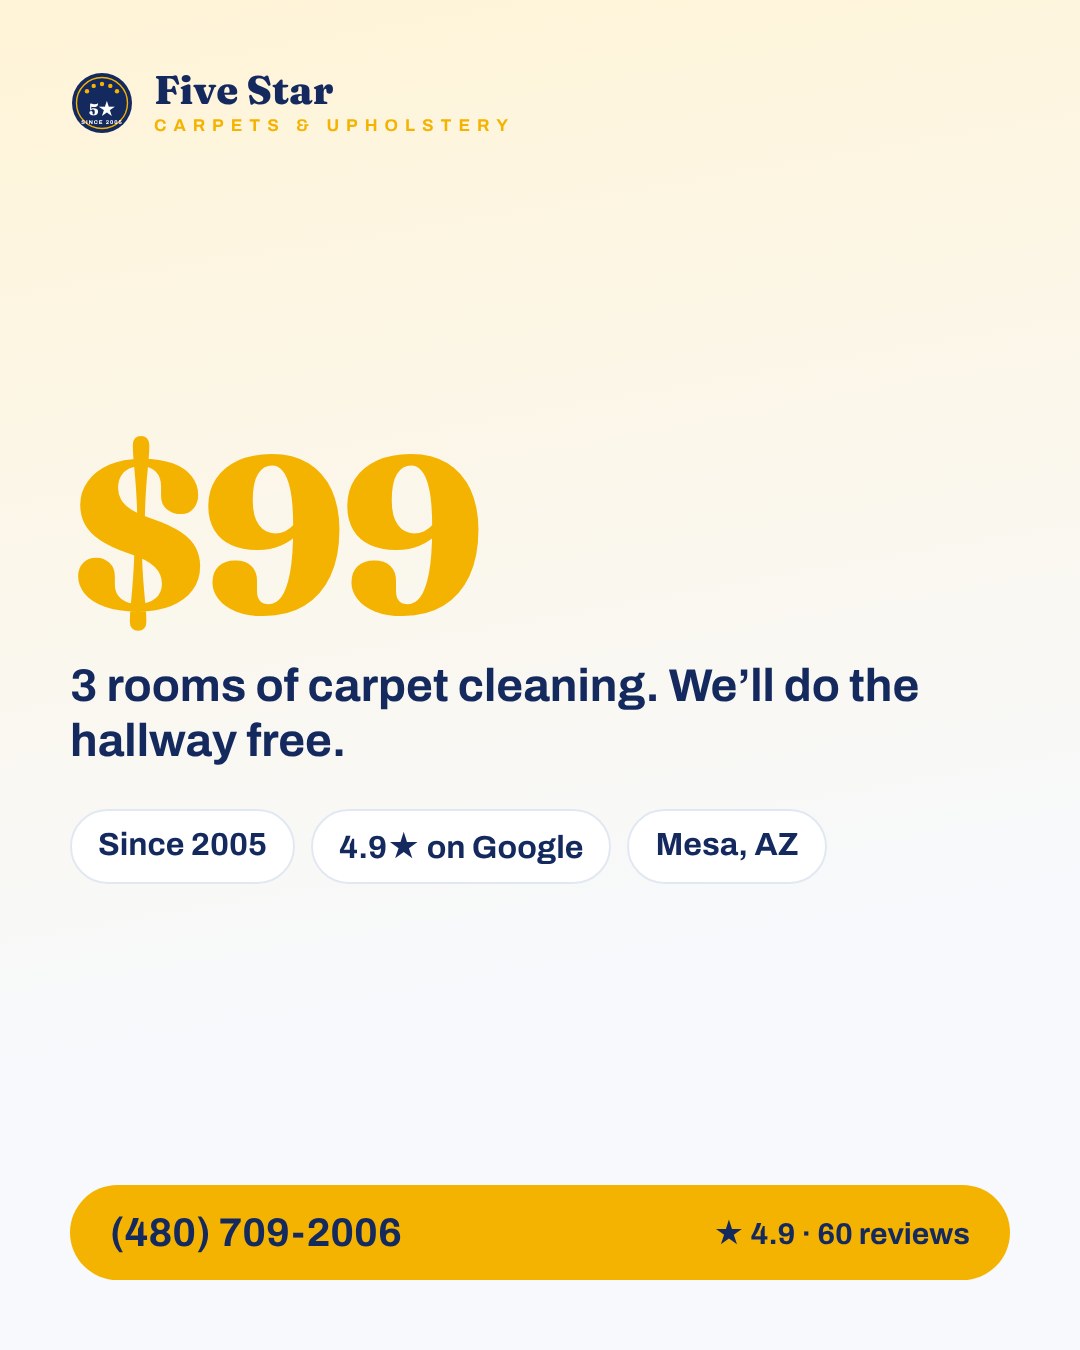 5★
SINCE 2005
Five Star
CARPETS & UPHOLSTERY
$99
3 rooms of carpet cleaning. We’ll do the
hallway free.
Since 2005
4.9★ on Google
Mesa, AZ
(480) 709-2006
★ 4.9 · 60 reviews